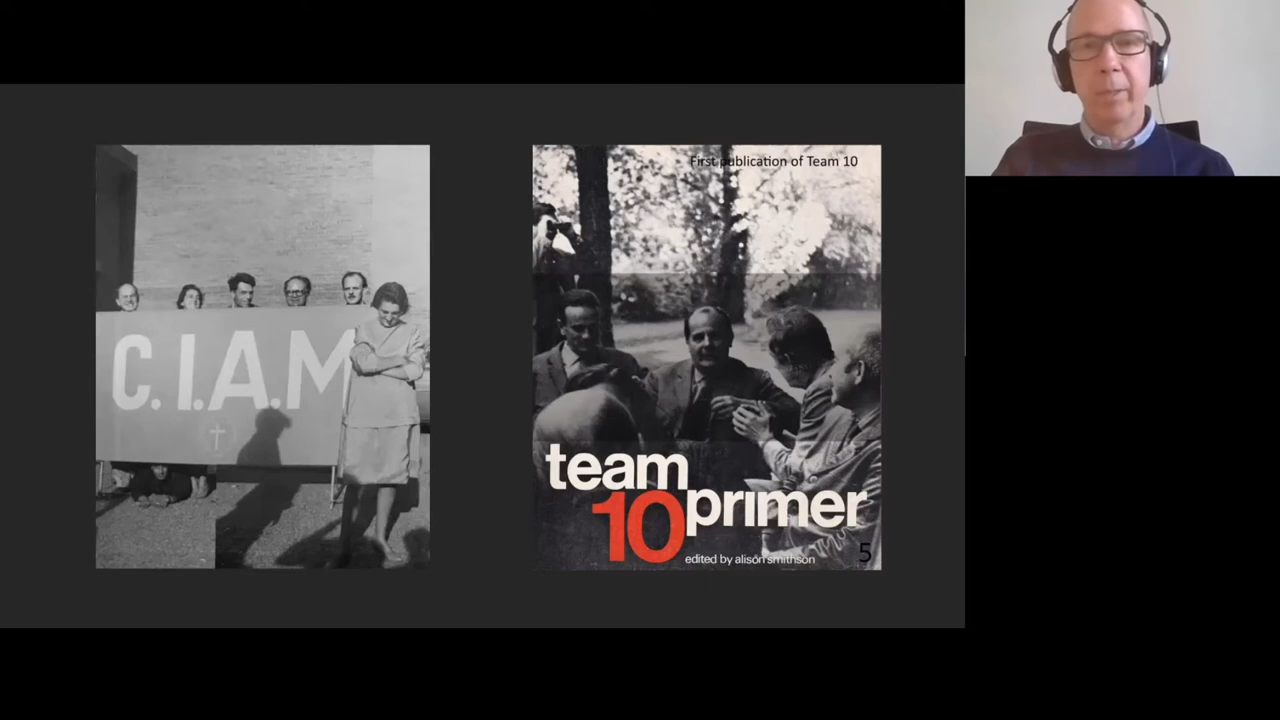 C.I.A.M
First publication of Team 10
team
10 primer
edited by alison smithson
5